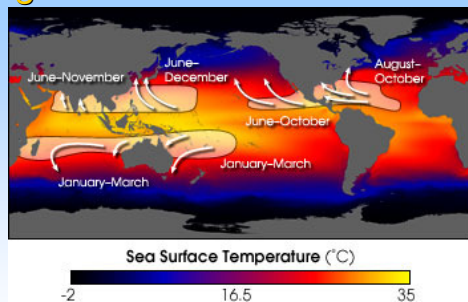 June–
December
August–
October
June–November
June–October
January–March
January–March
Sea Surface Temperature (°C)
-2 16.5 35